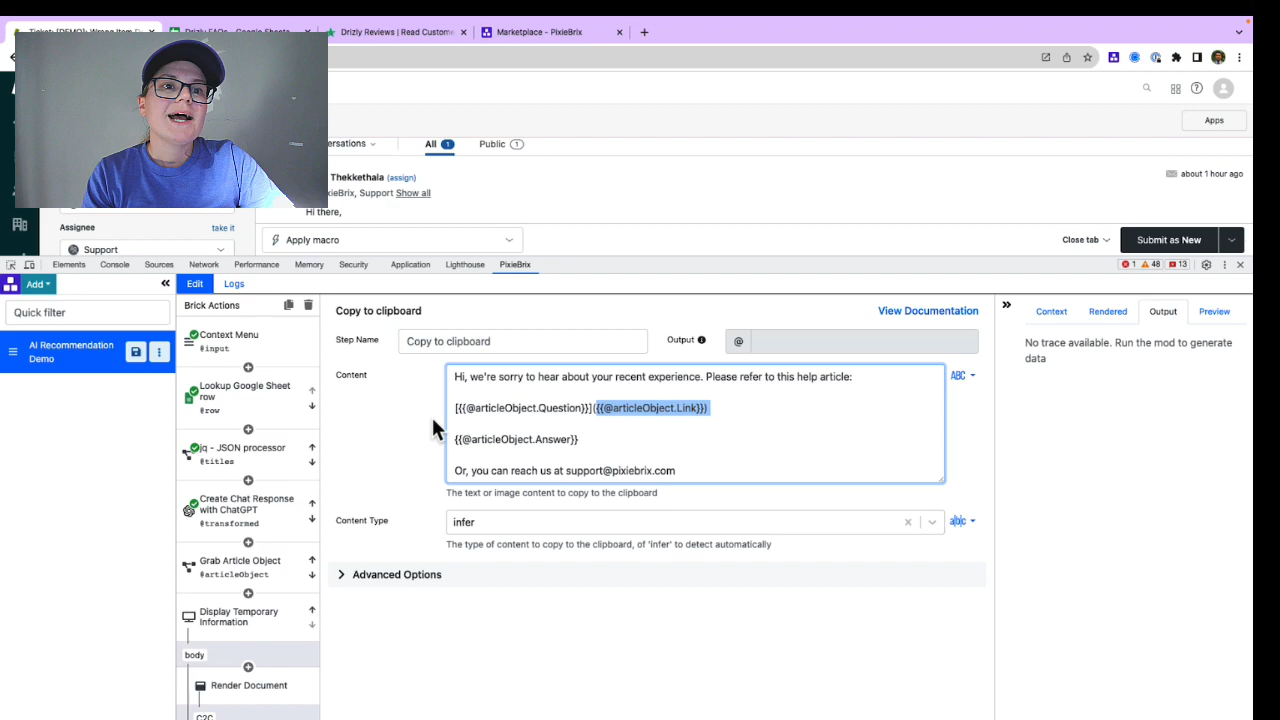 Drizly FAQs - Google Sheets
Drizly Reviews | Read Custome
Marketplace - PixieBrix
Apps
ersations
All 1
Public 1
Thekkethala (assign)
about 1 hour ago
ixieBrix, Support Show all
Hi there,
Assignee
take it
Support
Apply macro
Close tab
Submit as New
Elements
Console
Sources
Network
Performance
Memory
Security
Application
Lighthouse
PixieBrix
1
48
13
Add
Edit
Logs
Quick filter
AI Recommendation
Demo
Brick Actions
Context Menu
@input
Lookup Google Sheet
row
@row
jq - JSON processor
@titles
Create Chat Response
with ChatGPT
@transformed
Grab Article Object
@articleObject
Display Temporary
Information
body
Render Document
C2C
Copy to clipboard
View Documentation
Step Name
Copy to clipboard
Output
@
Content
Hi, we're sorry to hear about your recent experience. Please refer to this help article:
[{{@articleObject.Question}}]({{@articleObject.Link}})
{{@articleObject.Answer}}
Or, you can reach us at support@pixiebrix.com
ABC
The text or image content to copy to the clipboard
Content Type
infer
The type of content to copy to the clipboard, of 'infer' to detect automatically
Advanced Options
Context
Rendered
Output
Preview
No trace available. Run the mod to generate
data